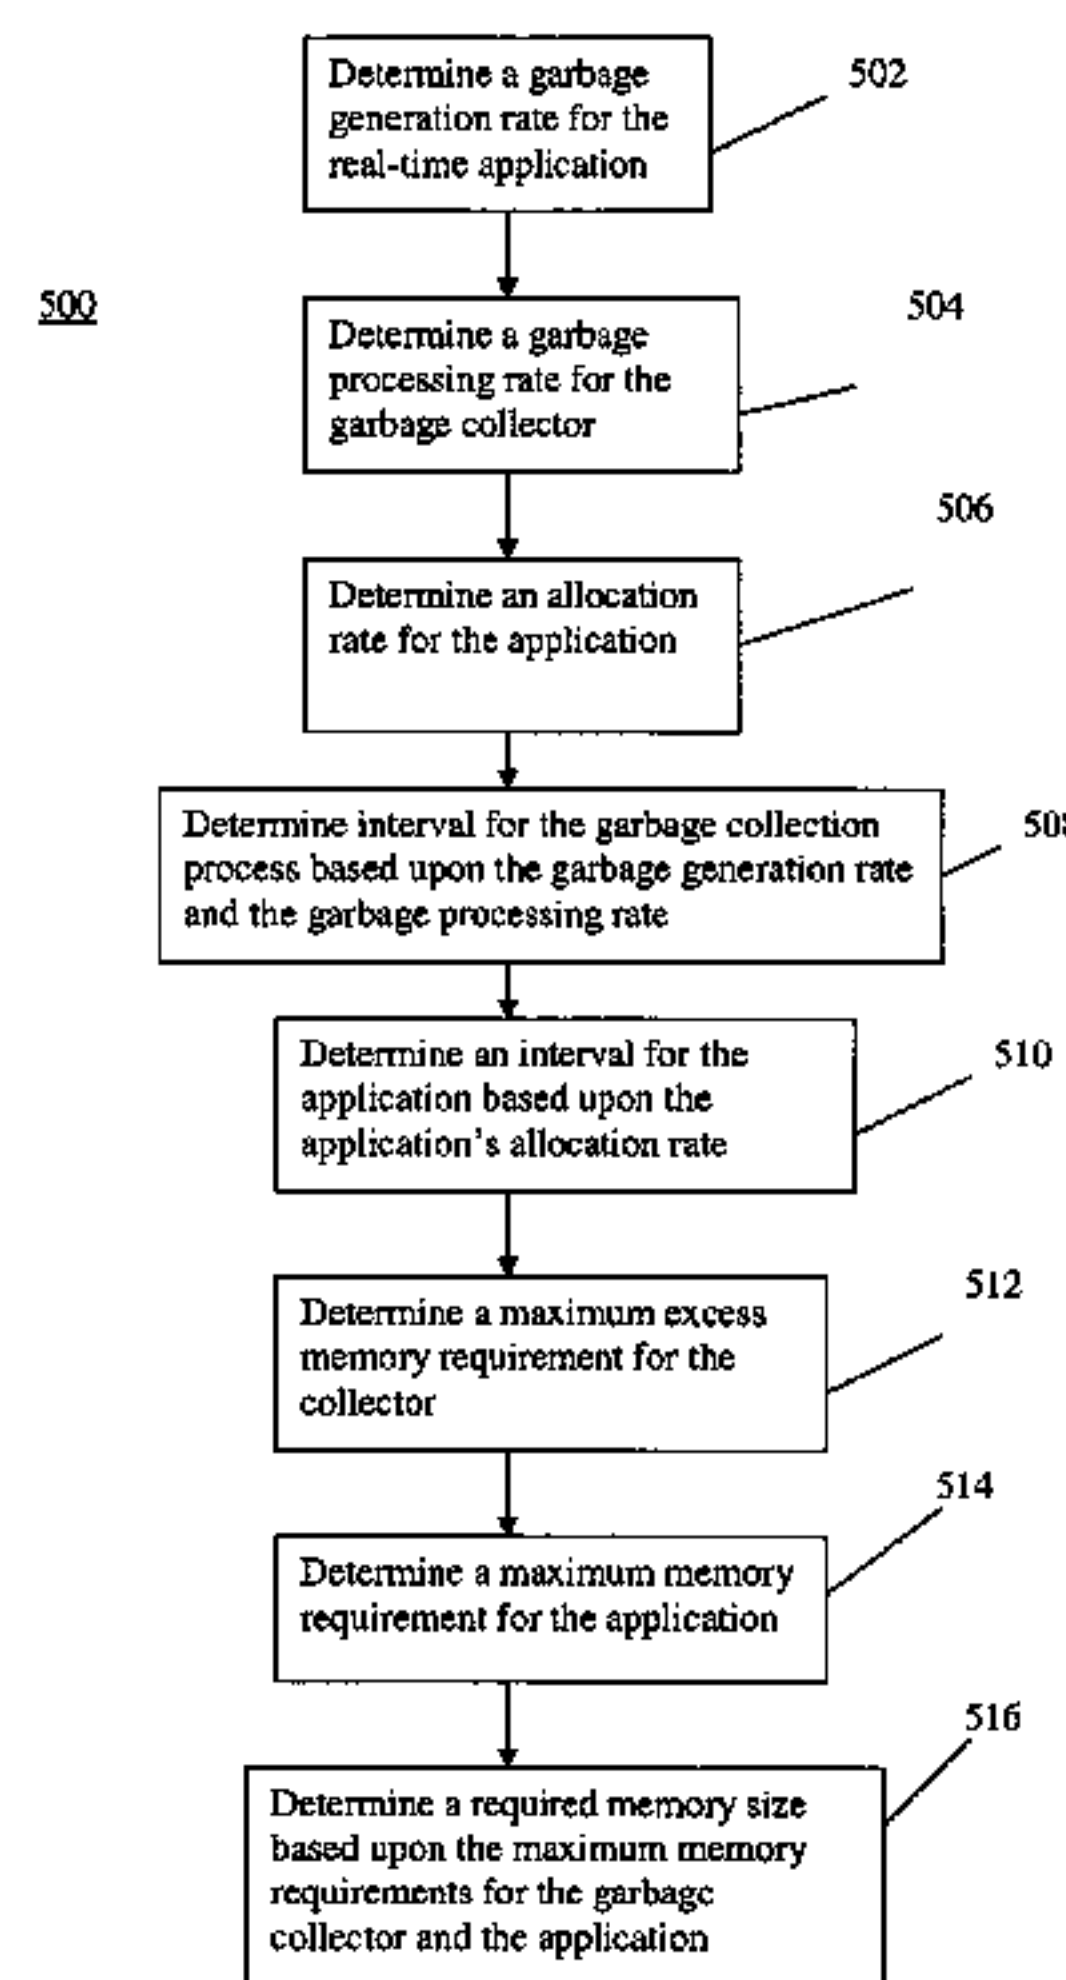 Determine a garbage
generation rate for the
real-time application
502
500
Determine a garbage
processing rate for the
garbage collector
504
506
Determine an allocation
rate for the application
Determine interval for the garbage collection
process based upon the garbage generation rate
and the garbage processing rate
Determine an interval for the
application based upon the
application's allocation rate
510
Determine a maximum excess
memory requirement for the
collector
512
514
Determine a maximum memory
requirement for the application
516
Determine a required memory size
based upon the maximum memory
requirements for the garbage
collector and the application